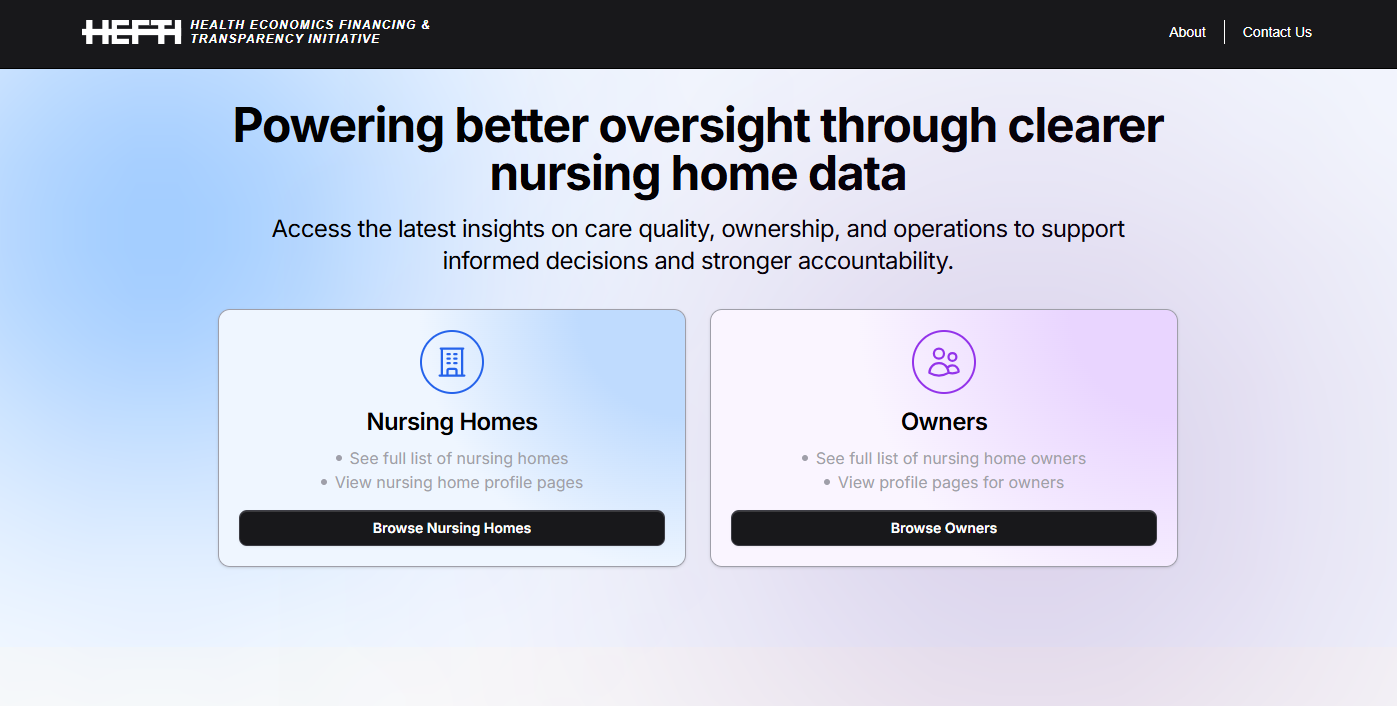 HEFTI
HEALTH ECONOMICS FINANCING &
TRANSPARENCY INITIATIVE
About
Contact Us
Powering better oversight through clearer
nursing home data
Access the latest insights on care quality, ownership, and operations to support
informed decisions and stronger accountability.
Nursing Homes
• See full list of nursing homes
• View nursing home profile pages
Browse Nursing Homes
Owners
• See full list of nursing home owners
• View profile pages for owners
Browse Owners